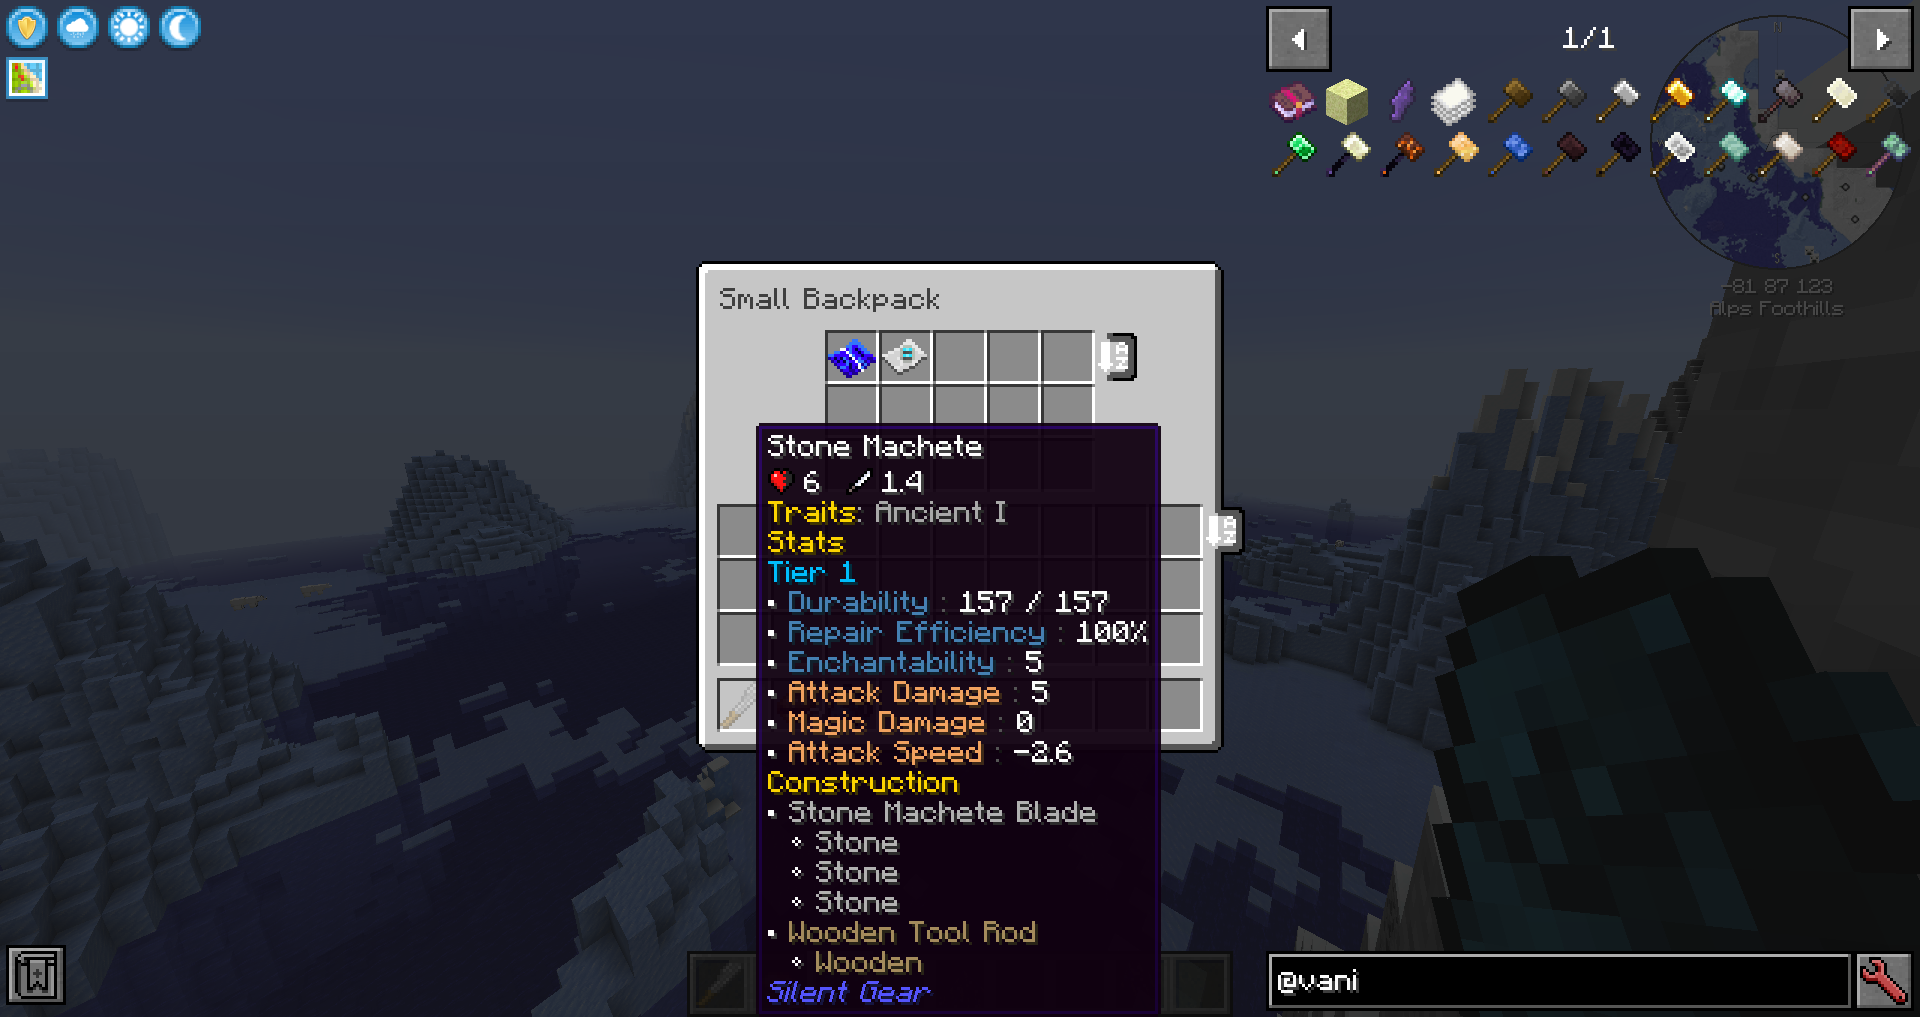 1/1
N
S
-81 87 123
Alps Foothills
Small Backpack
Stone Machete
6 1.4
Traits: Ancient I
Stats
Tier 1
• Durability : 157 / 157
• Repair Efficiency : 100%
• Enchantability : 5
• Attack Damage : 5
• Magic Damage : 0
• Attack Speed : -2.6
Construction
• Stone Machete Blade
Stone
Stone
Stone
• Wooden Tool Rod
Wooden
Silent Gear
@vani